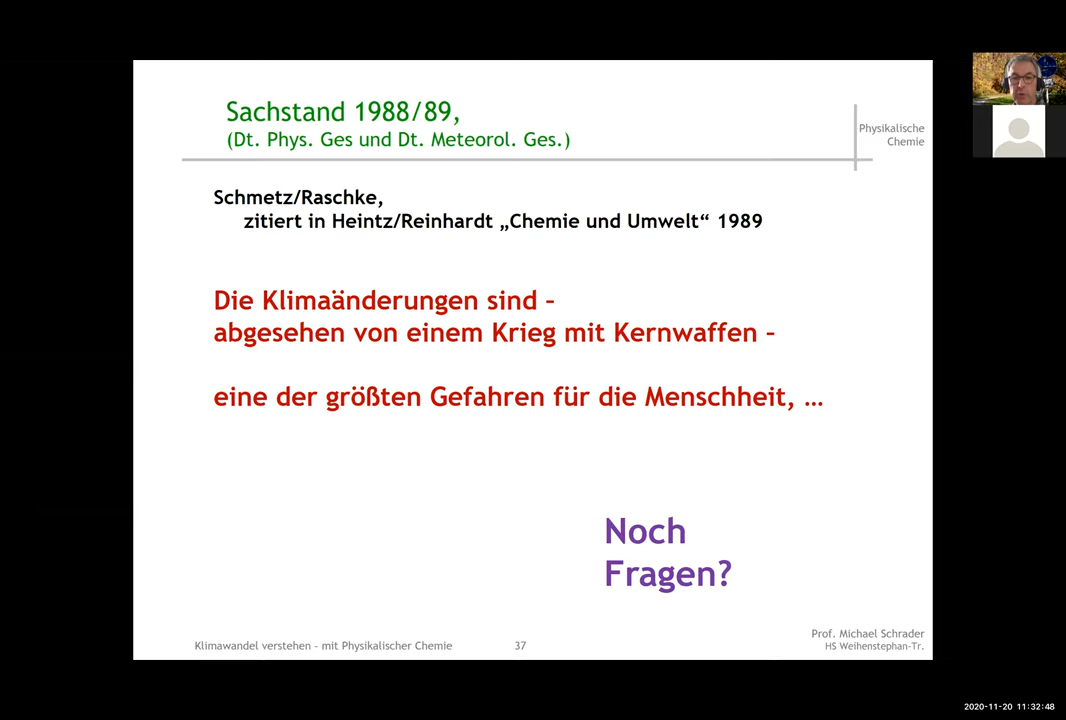 Sachstand 1988/89,
(Dt. Phys. Ges und Dt. Meteorol. Ges.)
Physikalische
Chemie
Schmetz/Raschke,
zitiert in Heintz/Reinhardt „Chemie und Umwelt“ 1989
Die Klimaänderungen sind –
abgesehen von einem Krieg mit Kernwaffen –
eine der größten Gefahren für die Menschheit, …
Noch
Fragen?
Klimawandel verstehen – mit Physikalischer Chemie
37
Prof. Michael Schrader
HS Weihenstephan-Tr.
2020-11-20 11:32:48